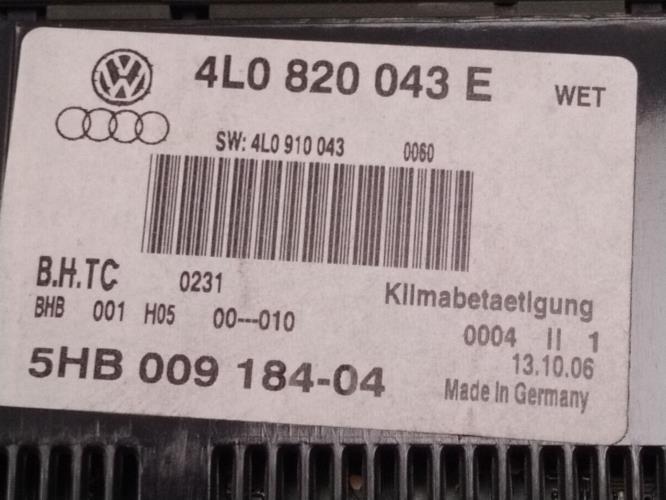 4L0 820 043 E WET
SW: 4L0 910 043 0060
B.H.TC 0231
BHB 001 H05 00---010
Klimabetaetigung
0004 II 1
5HB 009 184-04
13.10.06
Made in Germany